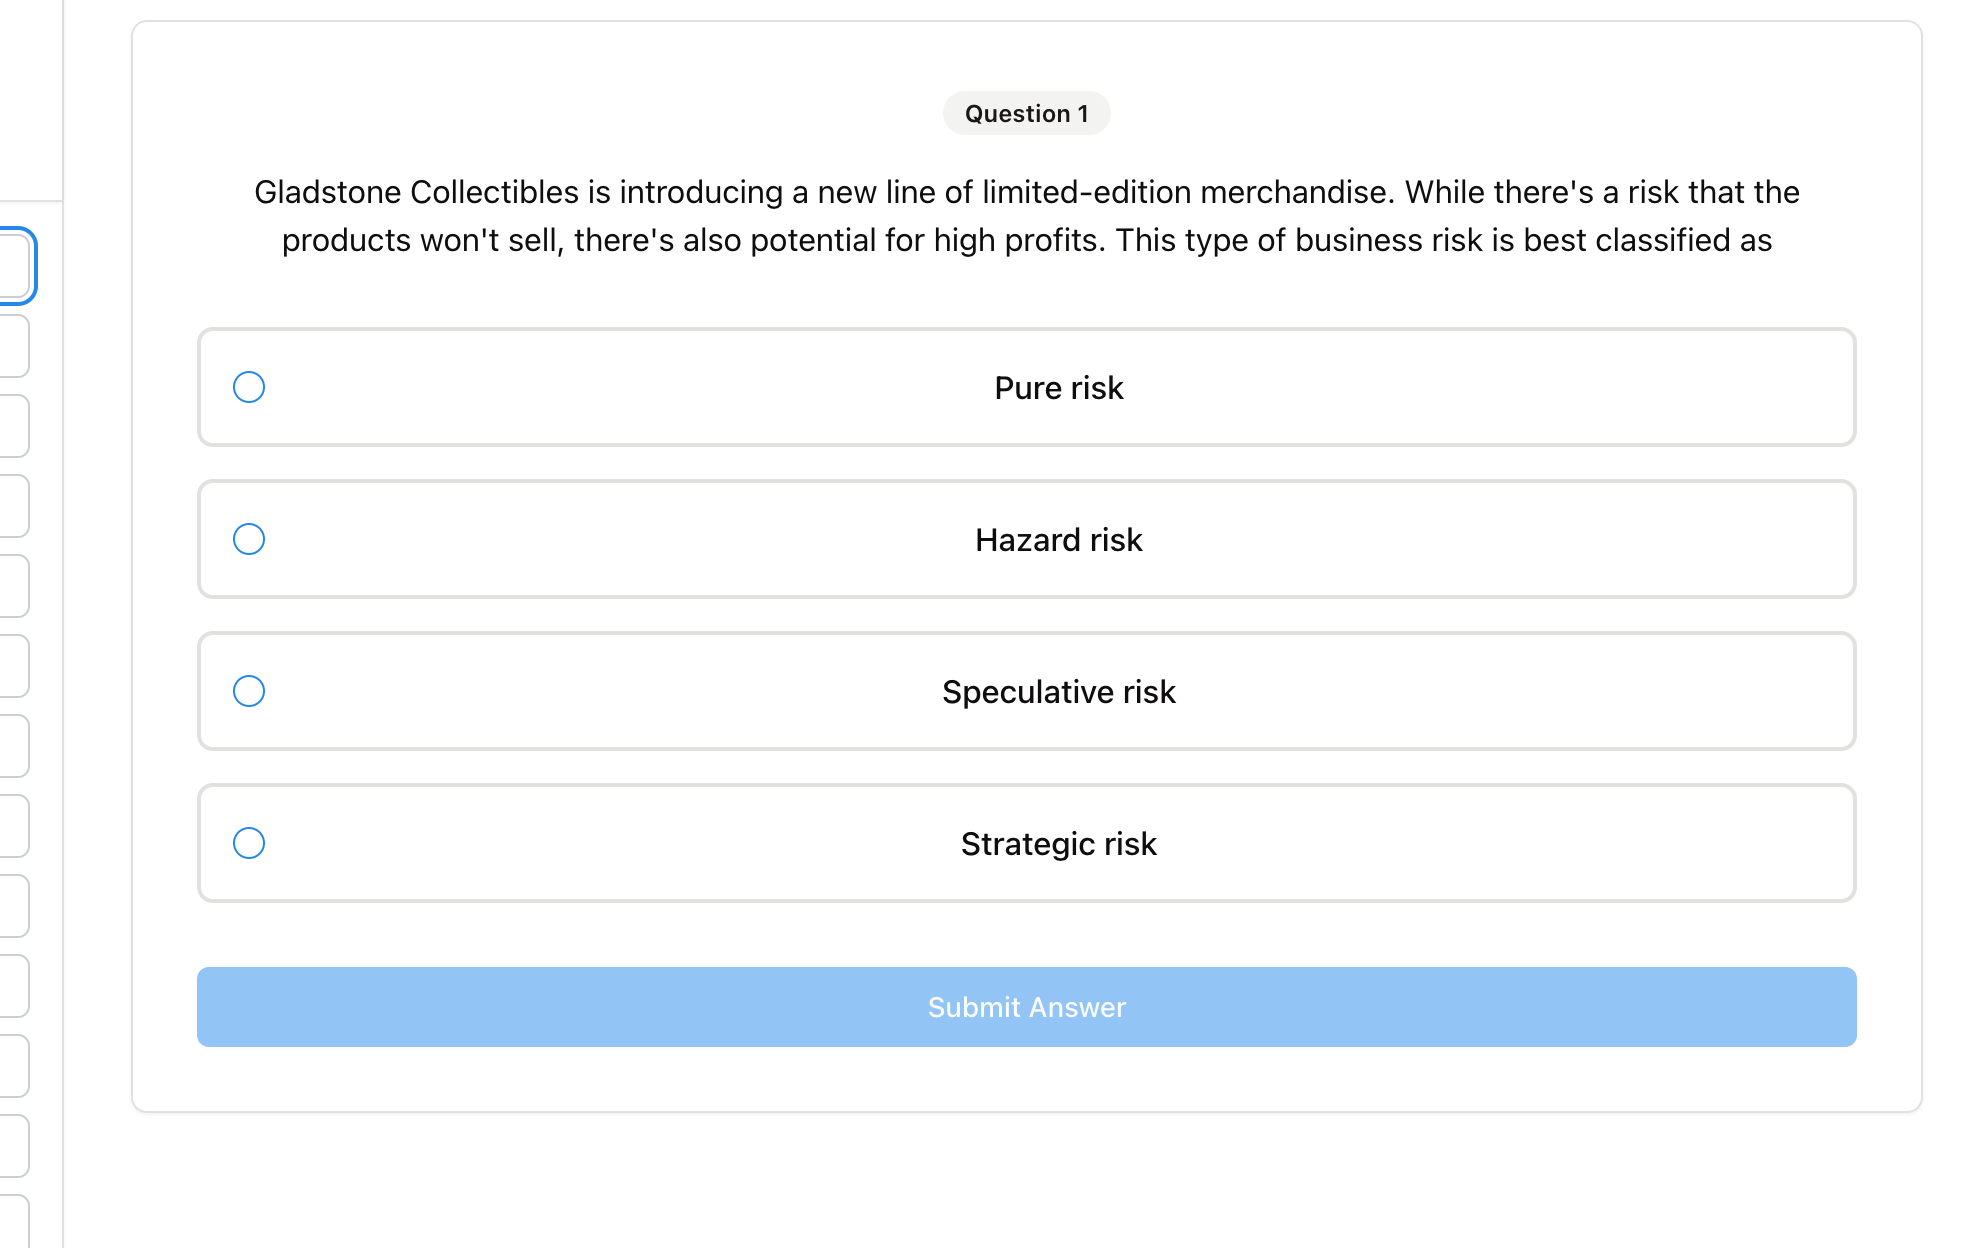 Question 1
Gladstone Collectibles is introducing a new line of limited-edition merchandise. While there's a risk that the
products won't sell, there's also potential for high profits. This type of business risk is best classified as
Pure risk
Hazard risk
Speculative risk
Strategic risk
Submit Answer